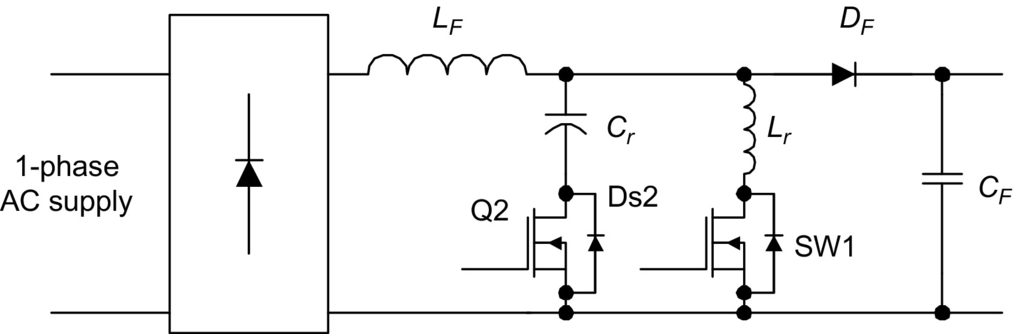 L_F
D_F
C_r
L_r
1-phase
AC supply
C_F
Q2
Ds2
SW1